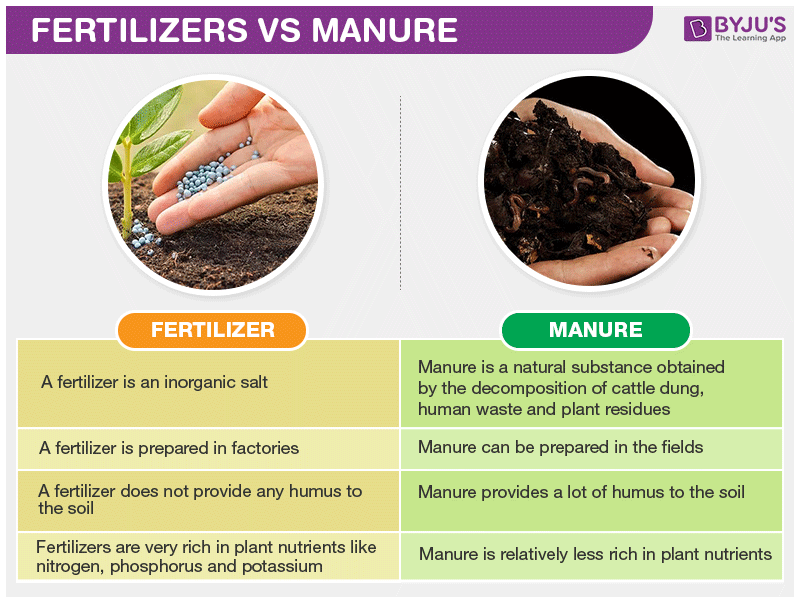 FERTILIZERS VS MANURE
BYJU'S
The Learning App
FERTILIZER
MANURE
A fertilizer is an inorganic salt
Manure is a natural substance obtained
by the decomposition of cattle dung,
human waste and plant residues
A fertilizer is prepared in factories
Manure can be prepared in the fields
A fertilizer does not provide any humus to
the soil
Manure provides a lot of humus to the soil
Fertilizers are very rich in plant nutrients like
nitrogen, phosphorus and potassium
Manure is relatively less rich in plant nutrients